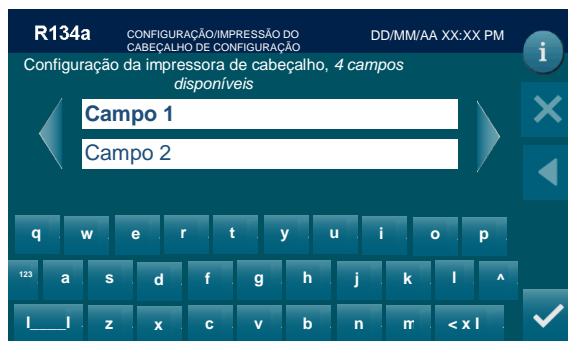 R134a
CONFIGURAÇÃO/IMPRESSÃO DO
CABEÇALHO DE CONFIGURAÇÃO
DD/MM/AA XX:XX PM
i
Configuração da impressora de cabeçalho, 4 campos
disponíveis
Campo 1
Campo 2
q w e r t y u i o p
123 a s d f g h j k l ^
l___l z x c v b n m < x l